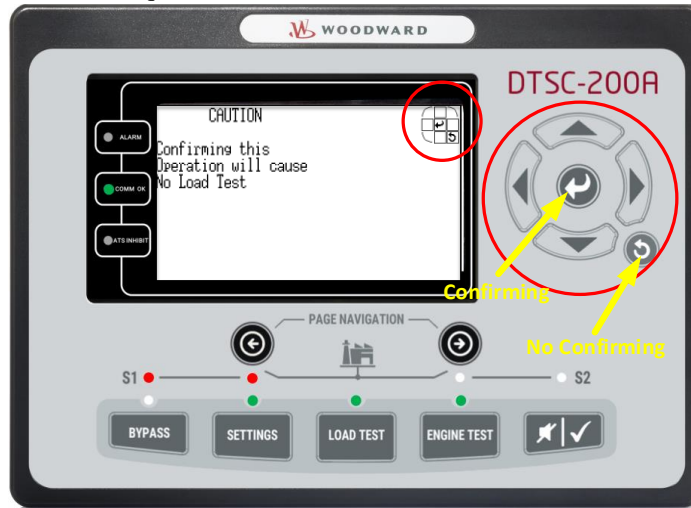 WOODWARD
DTSC-200A
CAUTION
Confirming this
Operation will cause
No Load Test
ALARM
COMM OK
ATS INHIBIT
Confirming
No Confirming
PAGE NAVIGATION
S1
S2
BYPASS
SETTINGS
LOAD TEST
ENGINE TEST